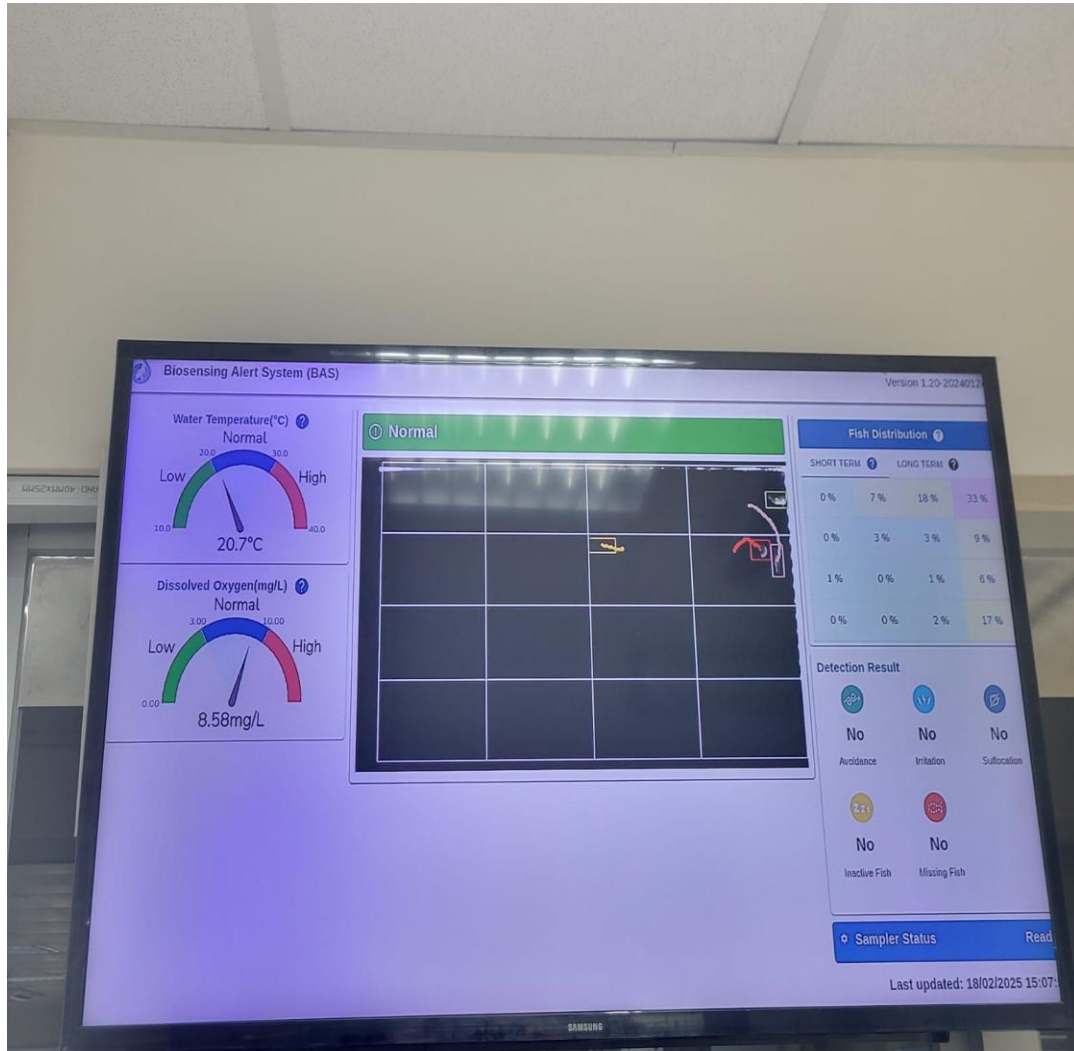 Biosensing Alert System (BAS)
Version 1.20-2024012
Water Temperature(°C) ?
Normal
20.0 30.0
Low High
10.0 40.0
20.7°C
Dissolved Oxygen(mg/L) ?
Normal
3.00 10.00
Low High
0.00
8.58mg/L
Normal
Fish Distribution ?
SHORT TERM ? LONG TERM ?
0 % 7 % 18 % 33 %
0 % 3 % 3 % 9 %
1 % 0 % 1 % 6 %
0 % 0 % 2 % 17 %
Detection Result
No No No
Avoidance Irritation Suffocation
Zzz
No No
Inactive Fish Missing Fish
Sampler Status Read
Last updated: 18/02/2025 15:07:
SAMSUNG